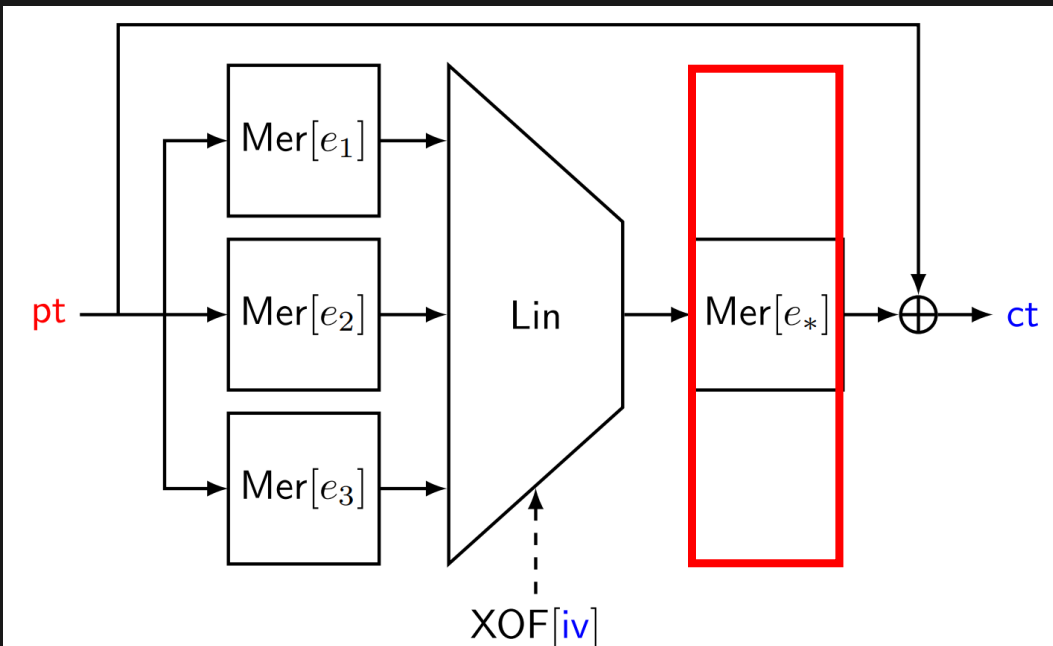 Mer[e₁]
pt
Mer[e₂]
Lin
Mer[e∗]
ct
Mer[e₃]
XOF[iv]